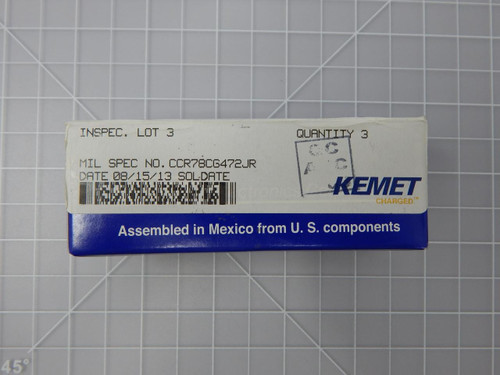 INSPEC. LOT 3 QUANTITY 3
MIL SPEC NO. CCR78CG472JR
DATE 08/15/13 SOLDATE
KEMET
CHARGED™
Assembled in Mexico from U. S. components
45°